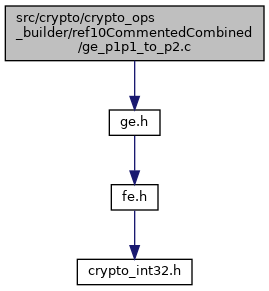 src/crypto/crypto_ops
_builder/ref10CommentedCombined
/ge_p1p1_to_p2.c
ge.h
fe.h
crypto_int32.h